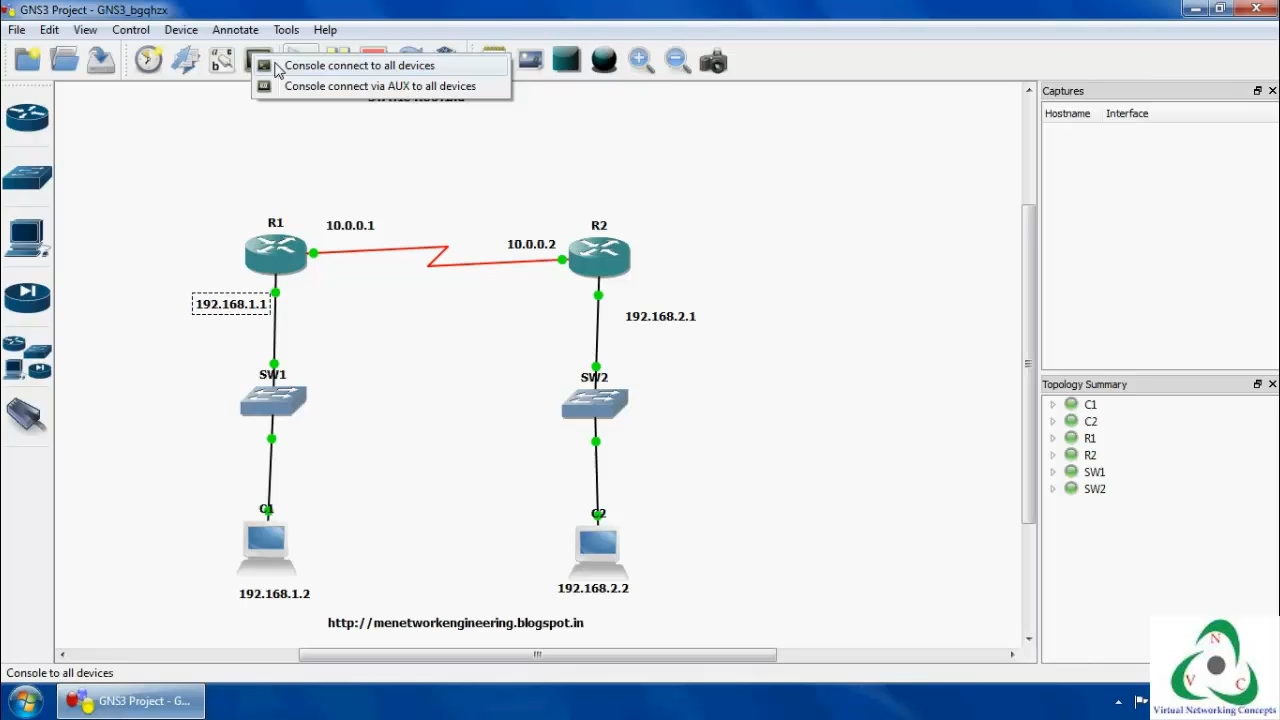 GNS3 Project - GNS3_bgqhzx
File Edit View Control Device Annotate Tools Help
Console connect to all devices
Console connect via AUX to all devices
Captures
Hostname Interface
R1
10.0.0.1
R2
10.0.0.2
192.168.1.1
192.168.2.1
SW1
SW2
C1
C2
192.168.1.2
192.168.2.2
http://menetworkengineering.blogspot.in
Topology Summary
C1
C2
R1
R2
SW1
SW2
Console to all devices
GNS3 Project - G...
N
V C
Virtual Networking Concepts